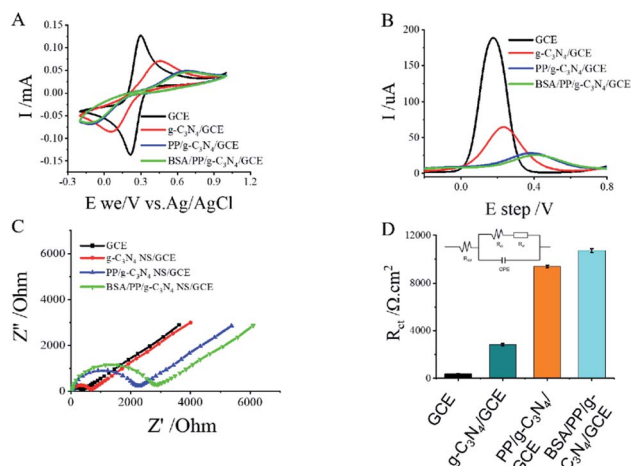 A
I /mA
0.15
0.10
0.05
0.00
-0.05
-0.10
-0.15
GCE
g-C₃N₄/GCE
PP/g-C₃N₄/GCE
BSA/PP/g-C₃N₄/GCE
-0.3 0.0 0.3 0.6 0.9 1.2
E we/V vs.Ag/AgCl
B
I /uA
200
150
100
50
0
GCE
g-C₃N₄/GCE
PP/g-C₃N₄/GCE
BSA/PP/g-C₃N₄/GCE
0.0 0.4 0.8
E step /V
C
Z'' /Ohm
6000
4000
2000
0
GCE
g-C₃N₄ NS/GCE
PP/g-C₃N₄ NS/GCE
BSA/PP/g-C₃N₄ NS/GCE
0 2000 4000 6000
Z' /Ohm
D
R_ct /Ω.cm²
12000
8000
4000
0
CPE
GCE
g-C₃N₄/GCE
PP/g-C₃N₄/
GCE
BSA/PP/g-
C₃N₄/GCE